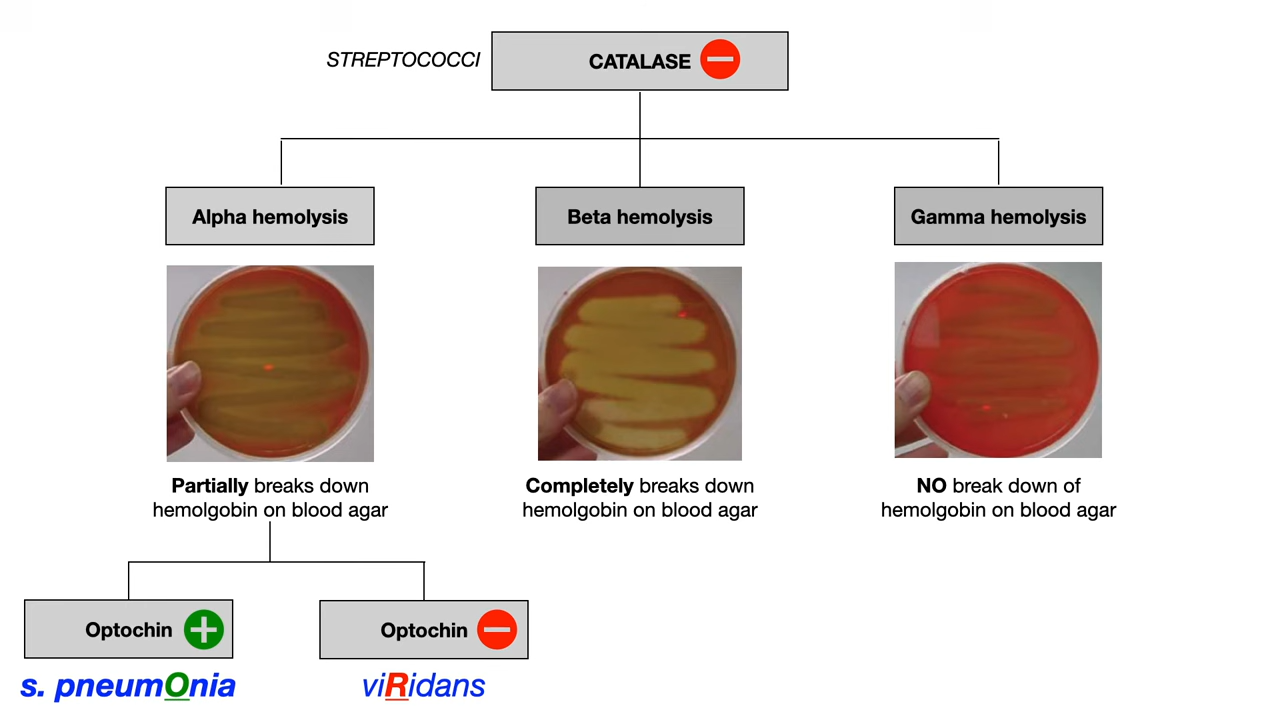 STREPTOCOCCI
CATALASE
Alpha hemolysis
Beta hemolysis
Gamma hemolysis
Partially breaks down
hemolgobin on blood agar
Completely breaks down
hemolgobin on blood agar
NO break down of
hemolgobin on blood agar
Optochin
Optochin
s. pneumOnia
viRidans